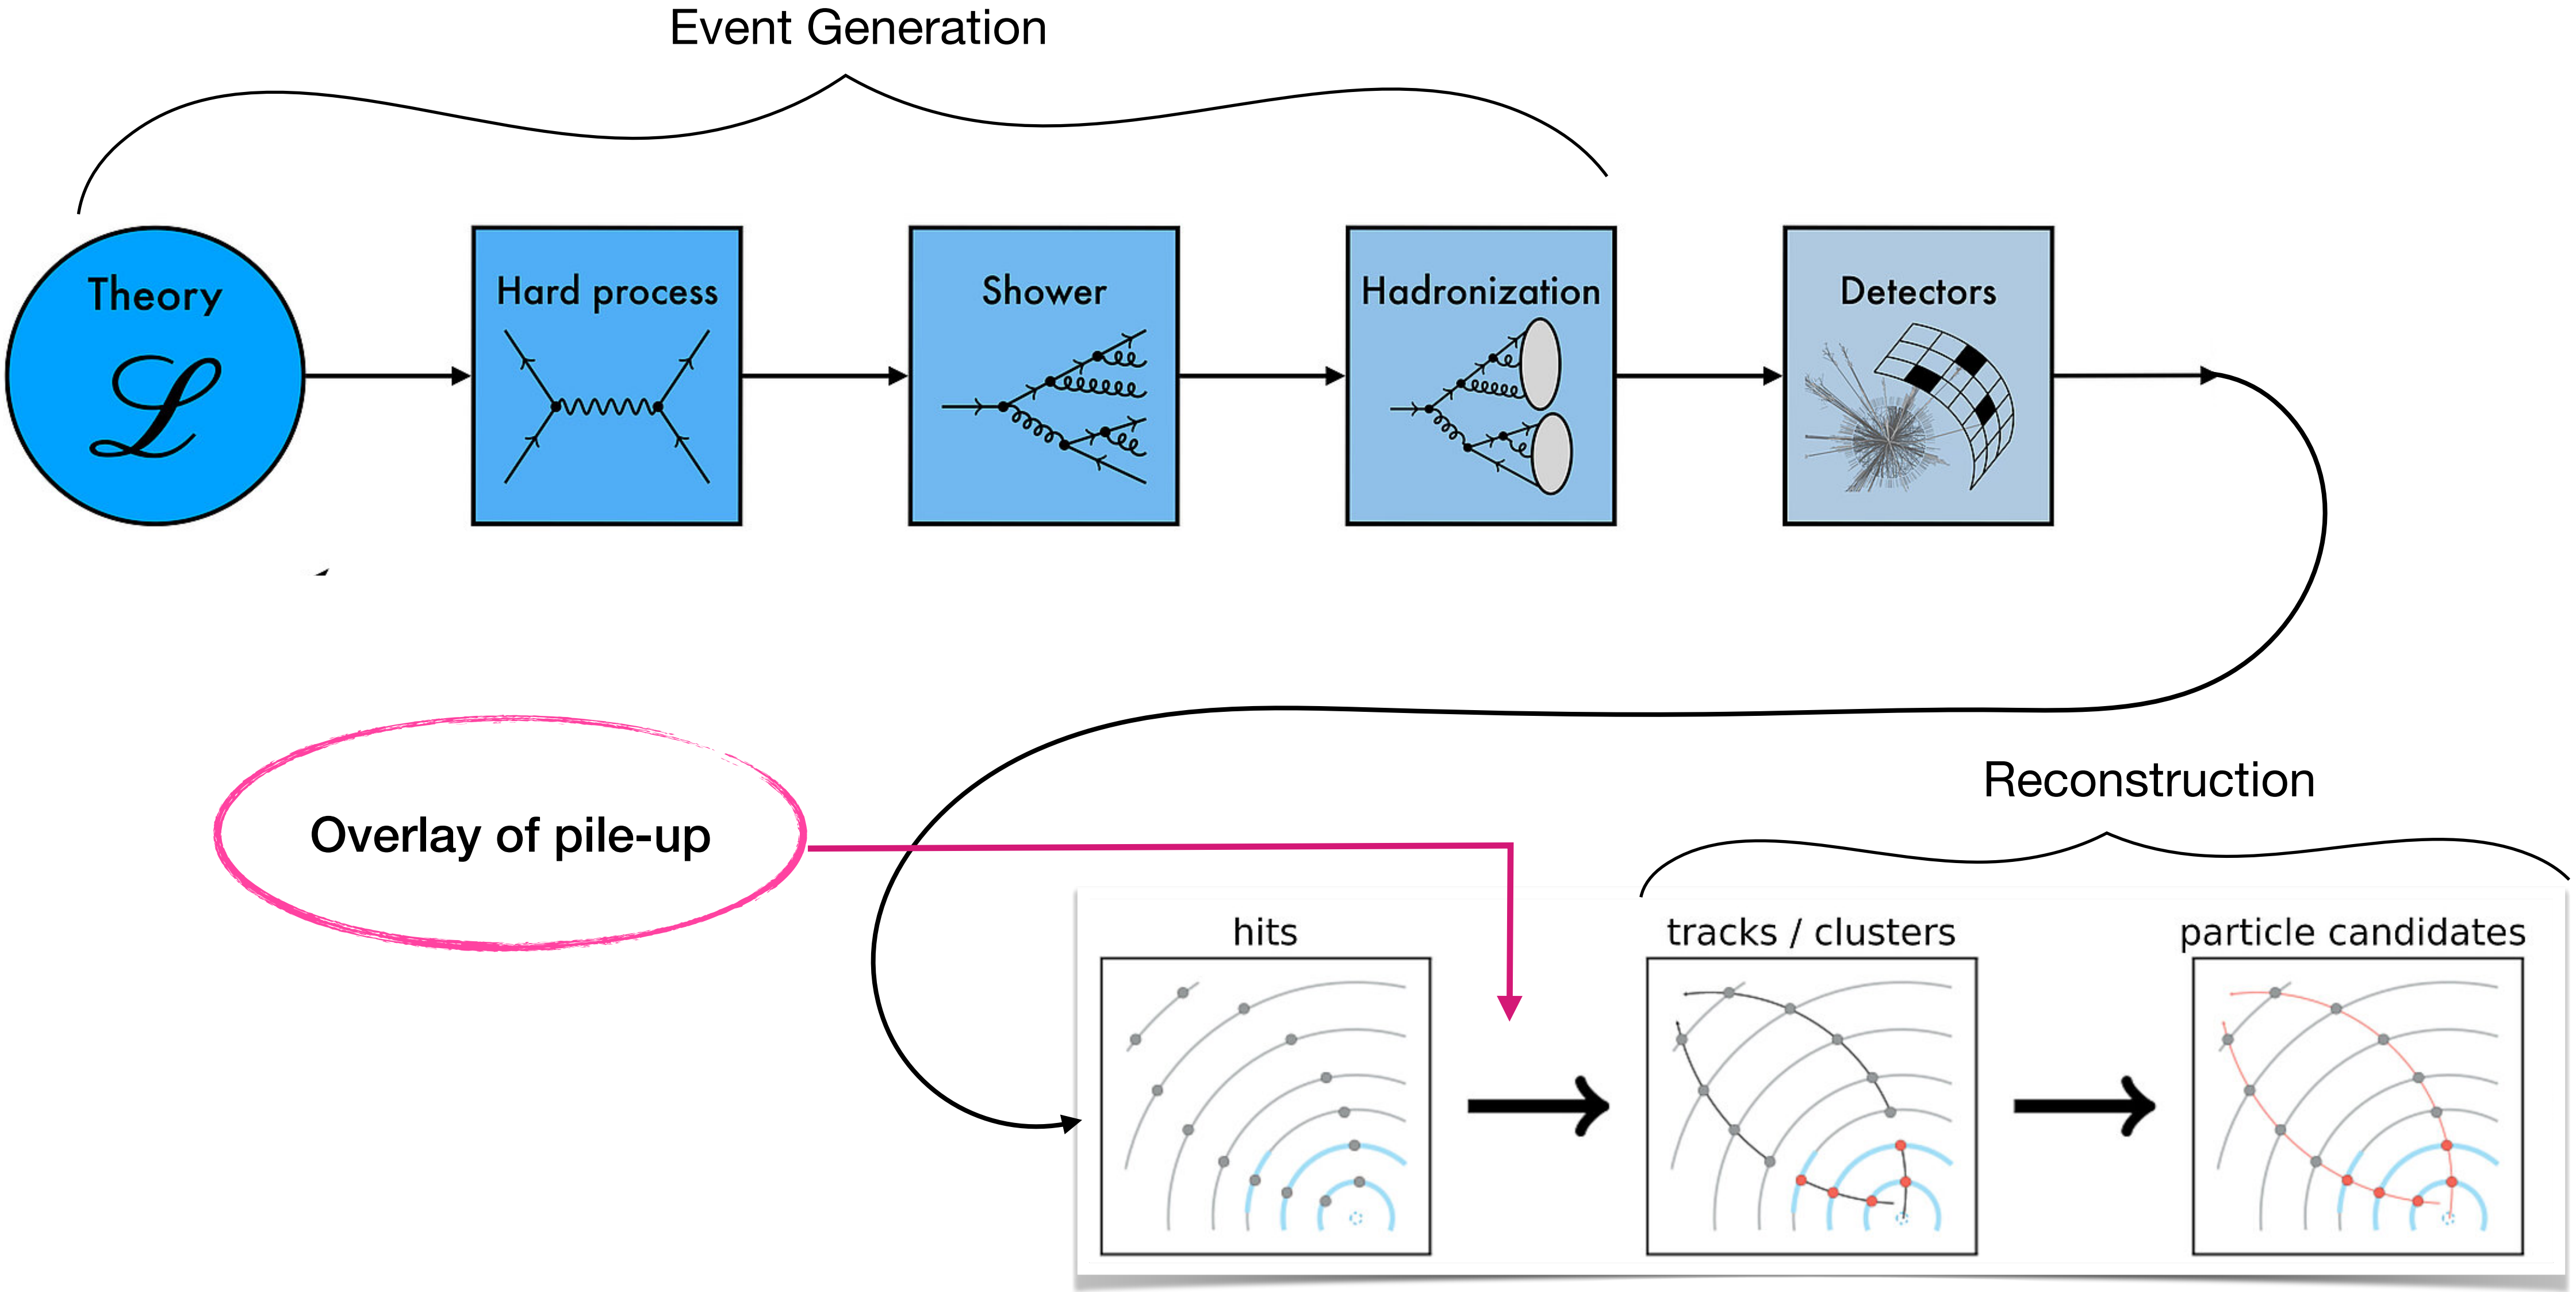 Event Generation
Theory
ℒ
Hard process
Shower
Hadronization
Detectors
Overlay of pile-up
Reconstruction
hits
tracks / clusters
particle candidates